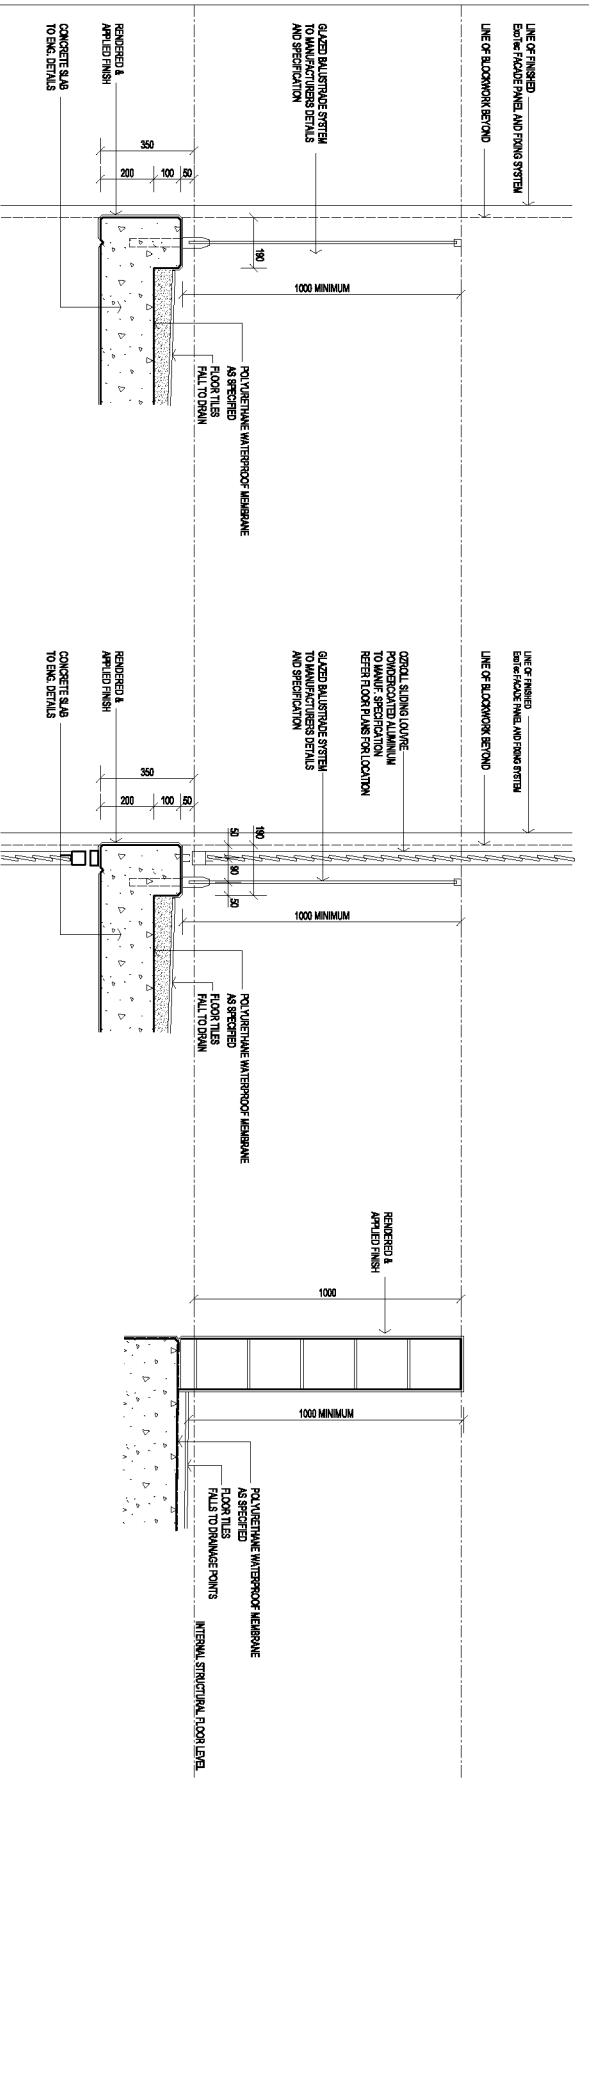 LINE OF FINISHED
ExoTec FACADE PANEL AND FIXING SYSTEM
LINE OF BLOCKWORK BEYOND
GLAZED BALUSTRADE SYSTEM
TO MANUFACTURERS DETAILS
AND SPECIFICATION
RENDERED &
APPLIED FINISH
CONCRETE SLAB
TO ENG. DETAILS
350
200
100
50
190
1000 MINIMUM
POLYURETHANE WATERPROOF MEMBRANE
AS SPECIFIED
FLOOR TILES
FALL TO DRAIN
LINE OF FINISHED
ExoTec FACADE PANEL AND FIXING SYSTEM
LINE OF BLOCKWORK BEYOND
OZROLL SLIDING LOUVRE
POWDERCOATED ALUMINIUM
TO MANUF. SPECIFICATION
REFER FLOOR PLANS FOR LOCATION
GLAZED BALUSTRADE SYSTEM
TO MANUFACTURERS DETAILS
AND SPECIFICATION
RENDERED &
APPLIED FINISH
CONCRETE SLAB
TO ENG. DETAILS
350
200
100
50
190
50
90
50
1000 MINIMUM
POLYURETHANE WATERPROOF MEMBRANE
AS SPECIFIED
FLOOR TILES
FALL TO DRAIN
RENDERED &
APPLIED FINISH
1000
1000 MINIMUM
POLYURETHANE WATERPROOF MEMBRANE
AS SPECIFIED
FLOOR TILES
FALLS TO DRAINAGE POINTS
INTERNAL STRUCTURAL FLOOR LEVEL